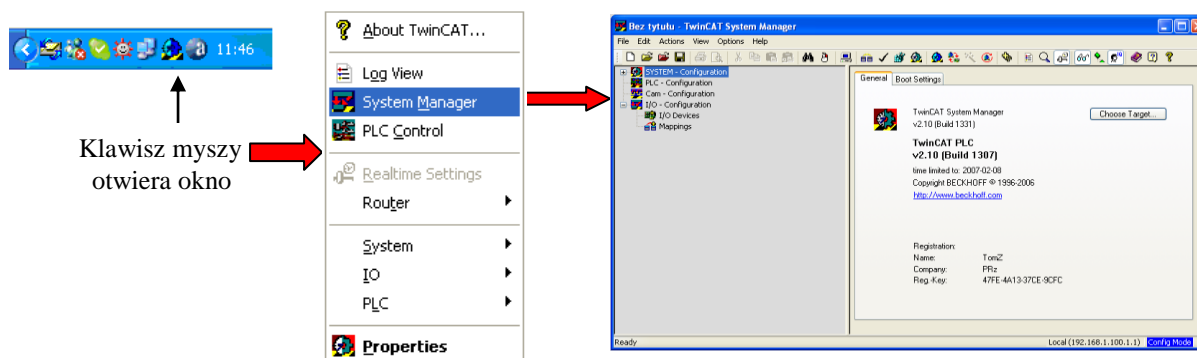 11:46
Klawisz myszy
otwiera okno
About TwinCAT...
Log View
System Manager
PLC Control
Realtime Settings
Router
System
IO
PLC
Properties
Bez tytułu - TwinCAT System Manager
File Edit Actions View Options Help
SYSTEM - Configuration
PLC - Configuration
Cam - Configuration
I/O - Configuration
I/O Devices
Mappings
General Boot Settings
TwinCAT System Manager
v2.10 (Build 1331)
Choose Target...
TwinCAT PLC
v2.10 (Build 1307)
time limited to: 2007-02-08
Copyright BECKHOFF © 1996-2006
http://www.beckhoff.com
Registration:
Name: TomZ
Company: PRz
Reg.-Key: 47FE-4A13-37CE-9CFC
Ready
Local (192.168.1.100.1.1) Config Mode